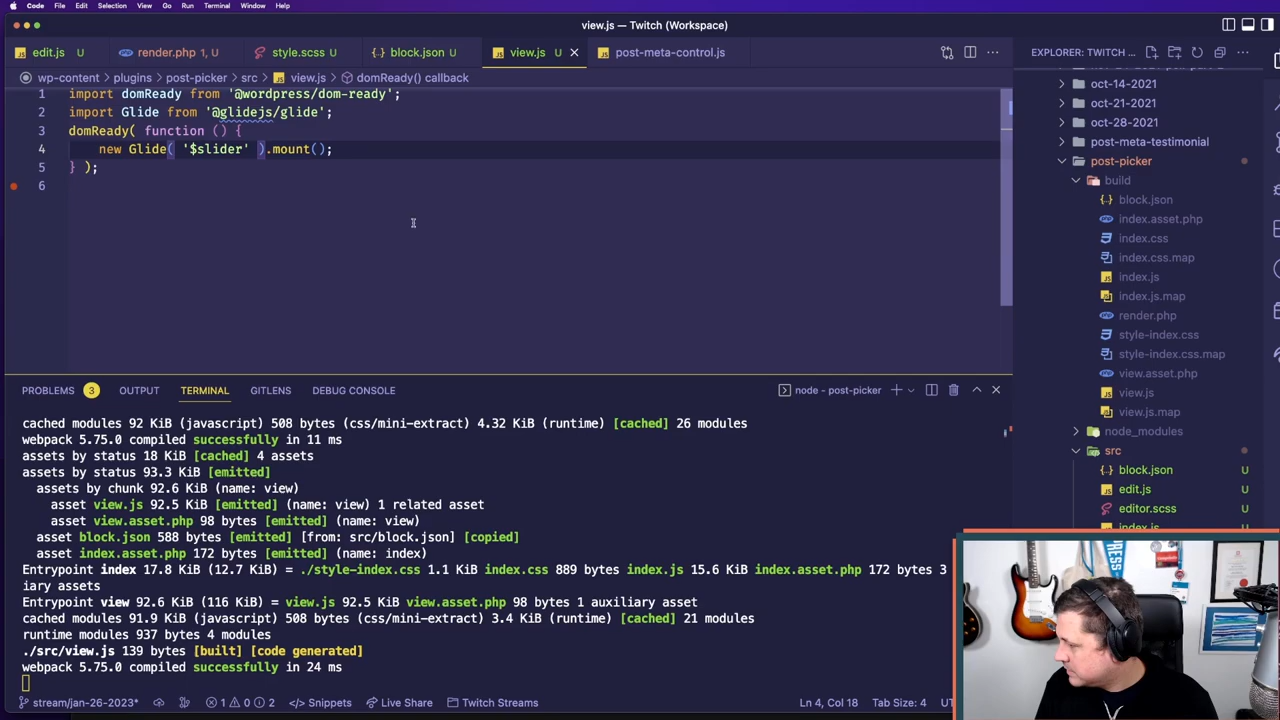 Code File Edit Selection View Go Run Terminal Window Help
view.js — Twitch (Workspace)
edit.js U
render.php 1, U
style.scss U
block.json U
view.js U
post-meta-control.js
EXPLORER: TWITCH ...
wp-content > plugins > post-picker > src > view.js > domReady() callback
1 import domReady from '@wordpress/dom-ready';
2 import Glide from '@glidejs/glide';
3 domReady( function () {
4 new Glide( '$slider' ).mount();
5 } );
6
oct-14-2021
oct-21-2021
oct-28-2021
post-meta-testimonial
post-picker
build
block.json
index.asset.php
index.css
index.css.map
index.js
index.js.map
render.php
style-index.css
style-index.css.map
view.asset.php
view.js
view.js.map
node_modules
src
block.json U
edit.js U
editor.scss U
index.js U
PROBLEMS 3 OUTPUT TERMINAL GITLENS DEBUG CONSOLE
node - post-picker
cached modules 92 KiB (javascript) 508 bytes (css/mini-extract) 4.32 KiB (runtime) [cached] 26 modules
webpack 5.75.0 compiled successfully in 11 ms
assets by status 18 KiB [cached] 4 assets
assets by status 93.3 KiB [emitted]
assets by chunk 92.6 KiB (name: view)
asset view.js 92.5 KiB [emitted] (name: view) 1 related asset
asset view.asset.php 98 bytes [emitted] (name: view)
asset block.json 588 bytes [emitted] [from: src/block.json] [copied]
asset index.asset.php 172 bytes [emitted] (name: index)
Entrypoint index 17.8 KiB (12.7 KiB) = ./style-index.css 1.1 KiB index.css 889 bytes index.js 15.6 KiB index.asset.php 172 bytes 3
iary assets
Entrypoint view 92.6 KiB (116 KiB) = view.js 92.5 KiB view.asset.php 98 bytes 1 auxiliary asset
cached modules 91.9 KiB (javascript) 508 bytes (css/mini-extract) 3.4 KiB (runtime) [cached] 21 modules
runtime modules 937 bytes 4 modules
./src/view.js 139 bytes [built] [code generated]
webpack 5.75.0 compiled successfully in 24 ms
stream/jan-26-2023* 1 0 2 </> Snippets Live Share Twitch Streams
Ln 4, Col 18 Tab Size: 4